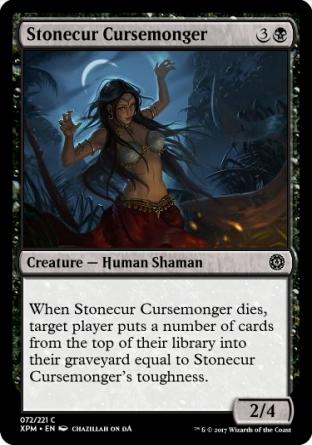 Stonecur Cursemonger 3
Creature — Human Shaman
When Stonecur Cursemonger dies,
target player puts a number of cards
from the top of their library into
their graveyard equal to Stonecur
Cursemonger's toughness.
2/4
072/221 C
XPM • EN CHAZILLAH ON DA
™ & © 2017 Wizards of the Coast